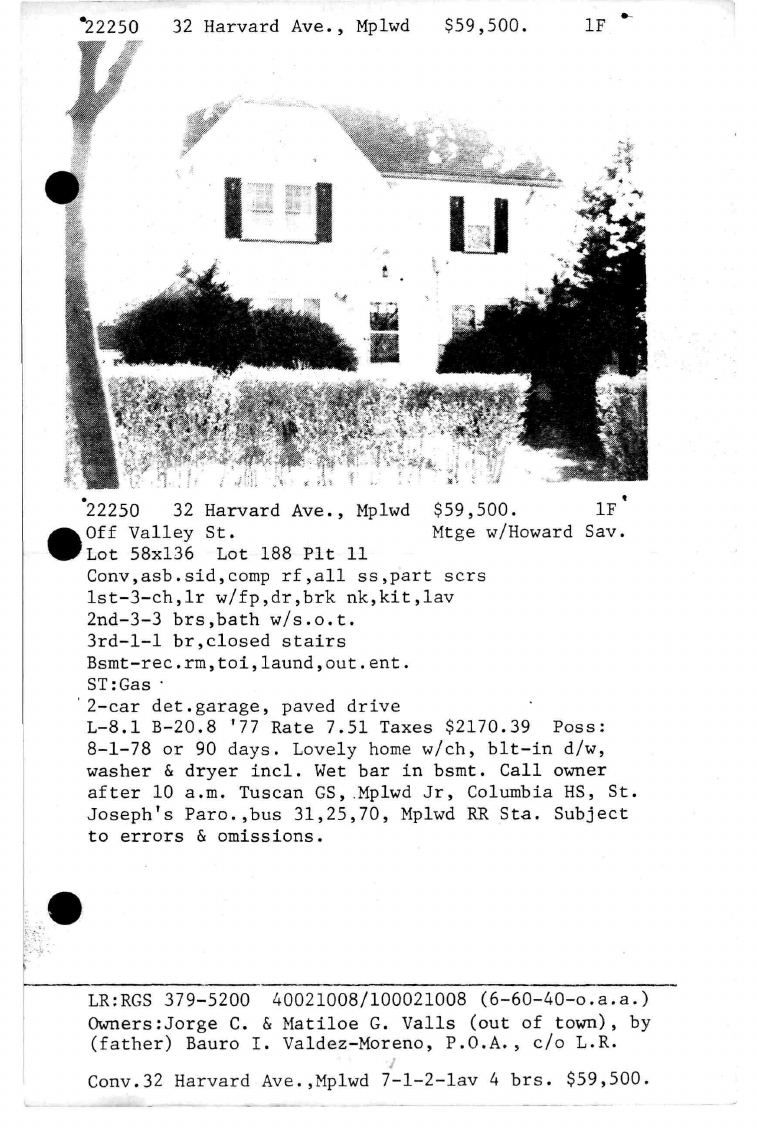 22250 32 Harvard Ave., Mplwd $59,500. 1F
22250 32 Harvard Ave., Mplwd $59,500. 1F
Off Valley St. Mtge w/Howard Sav.
Lot 58x136 Lot 188 Plt 11
Conv,asb.sid,comp rf,all ss,part scrs
1st-3-ch,lr w/fp,dr,brk nk,kit,lav
2nd-3-3 brs,bath w/s.o.t.
3rd-1-1 br,closed stairs
Bsmt-rec.rm,toi,laund,out.ent.
ST:Gas
2-car det.garage, paved drive
L-8.1 B-20.8 '77 Rate 7.51 Taxes $2170.39 Poss:
8-1-78 or 90 days. Lovely home w/ch, blt-in d/w,
washer & dryer incl. Wet bar in bsmt. Call owner
after 10 a.m. Tuscan GS, Mplwd Jr, Columbia HS, St.
Joseph's Paro.,bus 31,25,70, Mplwd RR Sta. Subject
to errors & omissions.
LR:RGS 379-5200 40021008/100021008 (6-60-40-o.a.a.)
Owners:Jorge C. & Matiloe G. Valls (out of town), by
(father) Bauro I. Valdez-Moreno, P.O.A., c/o L.R.
Conv.32 Harvard Ave.,Mplwd 7-1-2-lav 4 brs. $59,500.